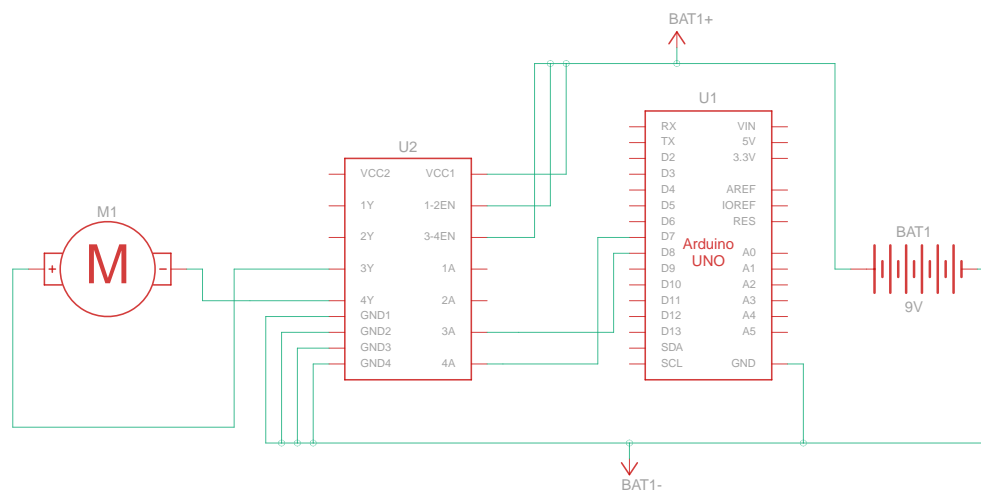 BAT1+
U1
RX
TX
D2
D3
D4
D5
D6
D7
D8
D9
D10
D11
D12
D13
SDA
SCL
VIN
5V
3.3V
AREF
IOREF
RES
A0
A1
A2
A3
A4
A5
GND
Arduino
UNO
U2
VCC2
1Y
2Y
3Y
4Y
GND1
GND2
GND3
GND4
VCC1
1-2EN
3-4EN
1A
2A
3A
4A
M1
+
M
-
BAT1
9V
BAT1-